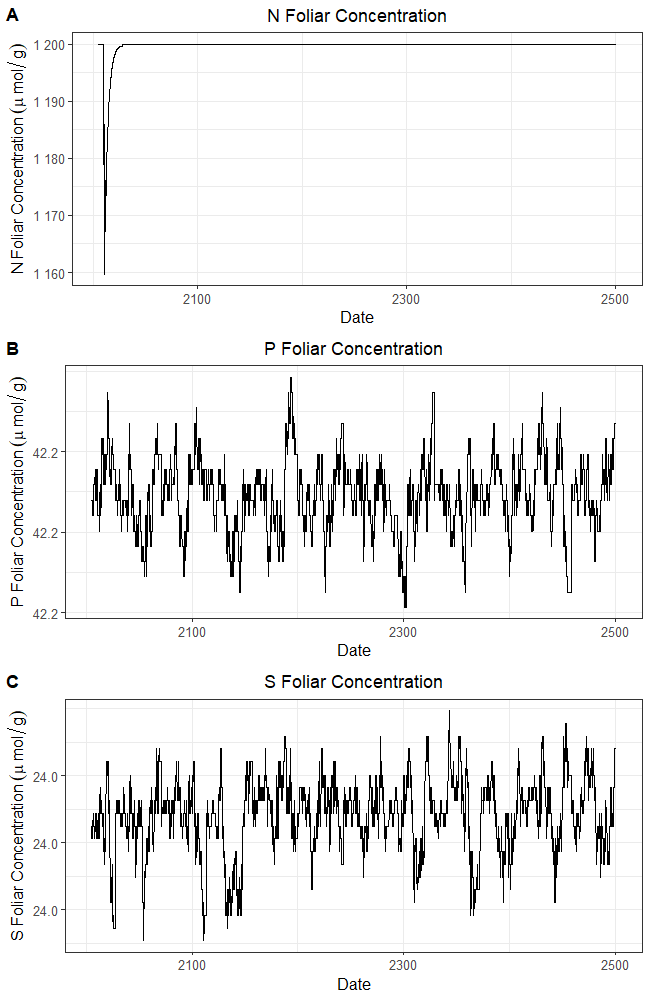 A
N Foliar Concentration
N Foliar Concentration (μ mol/g)
1 200
1 190
1 180
1 170
1 160
2100
2300
2500
Date
B
P Foliar Concentration
P Foliar Concentration (μ mol/g)
42.2
42.2
42.2
2100
2300
2500
Date
C
S Foliar Concentration
S Foliar Concentration (μ mol/g)
24.0
24.0
24.0
2100
2300
2500
Date